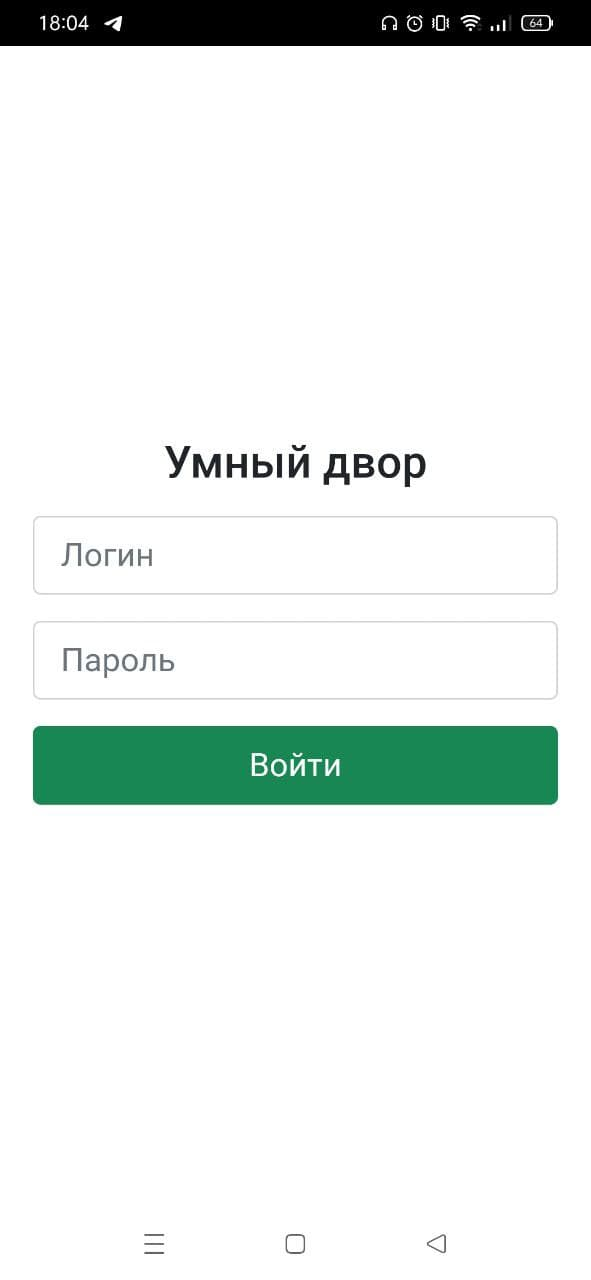 18:04
64
Умный двор
Логин
Пароль
Войти